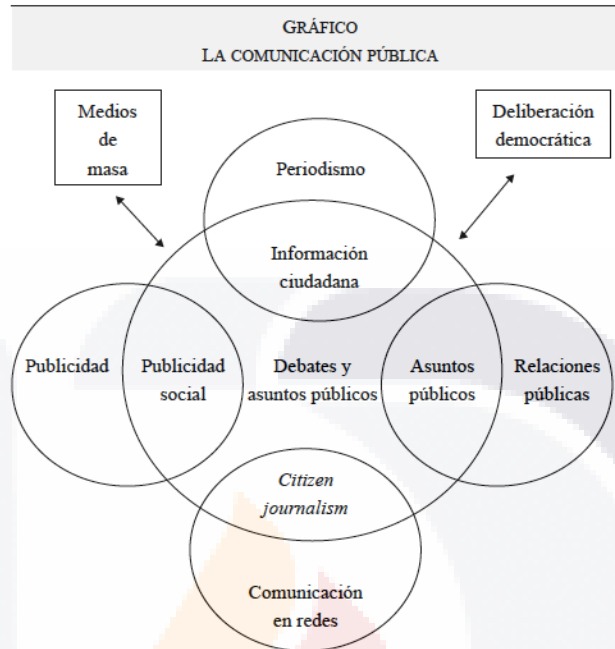 GRÁFICO
LA COMUNICACIÓN PÚBLICA
Medios
de
masa
Deliberación
democrática
Periodismo
Información
ciudadana
Publicidad
Publicidad
social
Debates y
asuntos públicos
Asuntos
públicos
Relaciones
públicas
Citizen
journalism
Comunicación
en redes